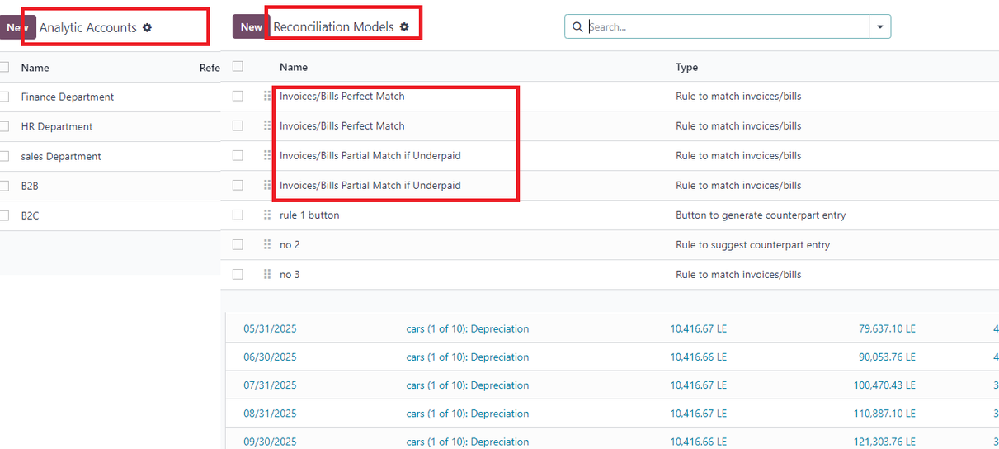 New Analytic Accounts
Name Refe
Finance Department
HR Department
sales Department
B2B
B2C
New Reconciliation Models Search...
Name Type
Invoices/Bills Perfect Match Rule to match invoices/bills
Invoices/Bills Perfect Match Rule to match invoices/bills
Invoices/Bills Partial Match if Underpaid Rule to match invoices/bills
Invoices/Bills Partial Match if Underpaid Rule to match invoices/bills
rule 1 button Button to generate counterpart entry
no 2 Rule to suggest counterpart entry
no 3 Rule to match invoices/bills
05/31/2025 cars (1 of 10): Depreciation 10,416.67 LE 79,637.10 LE 4
06/30/2025 cars (1 of 10): Depreciation 10,416.66 LE 90,053.76 LE 4
07/31/2025 cars (1 of 10): Depreciation 10,416.67 LE 100,470.43 LE 3
08/31/2025 cars (1 of 10): Depreciation 10,416.67 LE 110,887.10 LE 3
09/30/2025 cars (1 of 10): Depreciation 10,416.66 LE 121,303.76 LE 3